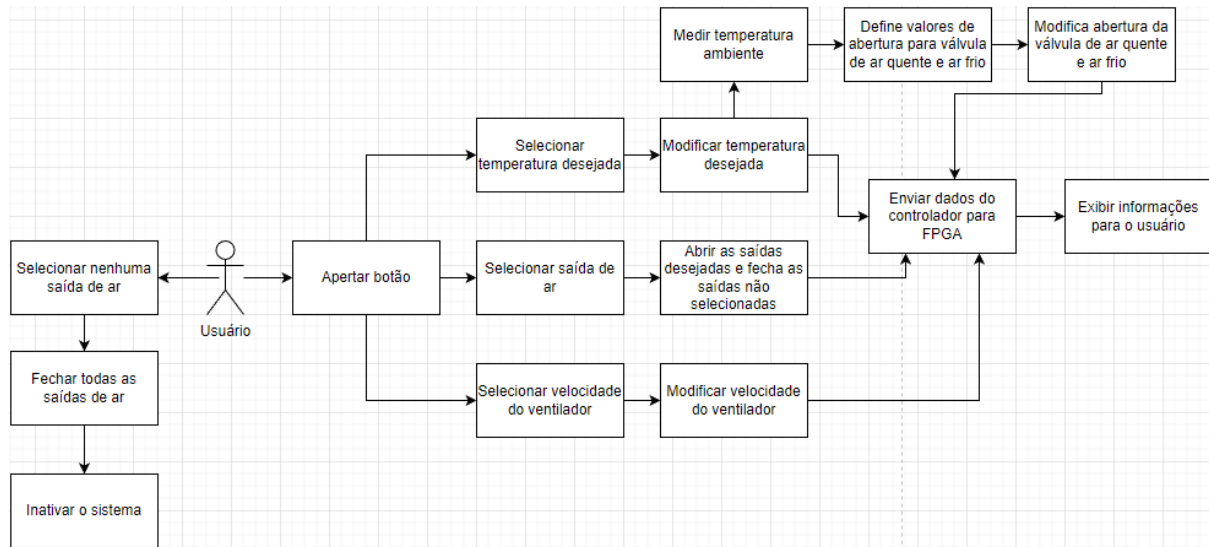 Medir temperatura
ambiente
Define valores de
abertura para válvula
de ar quente e ar frio
Modifica abertura da
válvula de ar quente
e ar frio
Selecionar
temperatura desejada
Modificar temperatura
desejada
Enviar dados do
controlador para
FPGA
Exibir informações
para o usuário
Selecionar nenhuma
saída de ar
Usuário
Apertar botão
Selecionar saída de
ar
Abrir as saídas
desejadas e fecha as
saídas não
selecionadas
Fechar todas as
saídas de ar
Selecionar velocidade
do ventilador
Modificar velocidade
do ventilador
Inativar o sistema